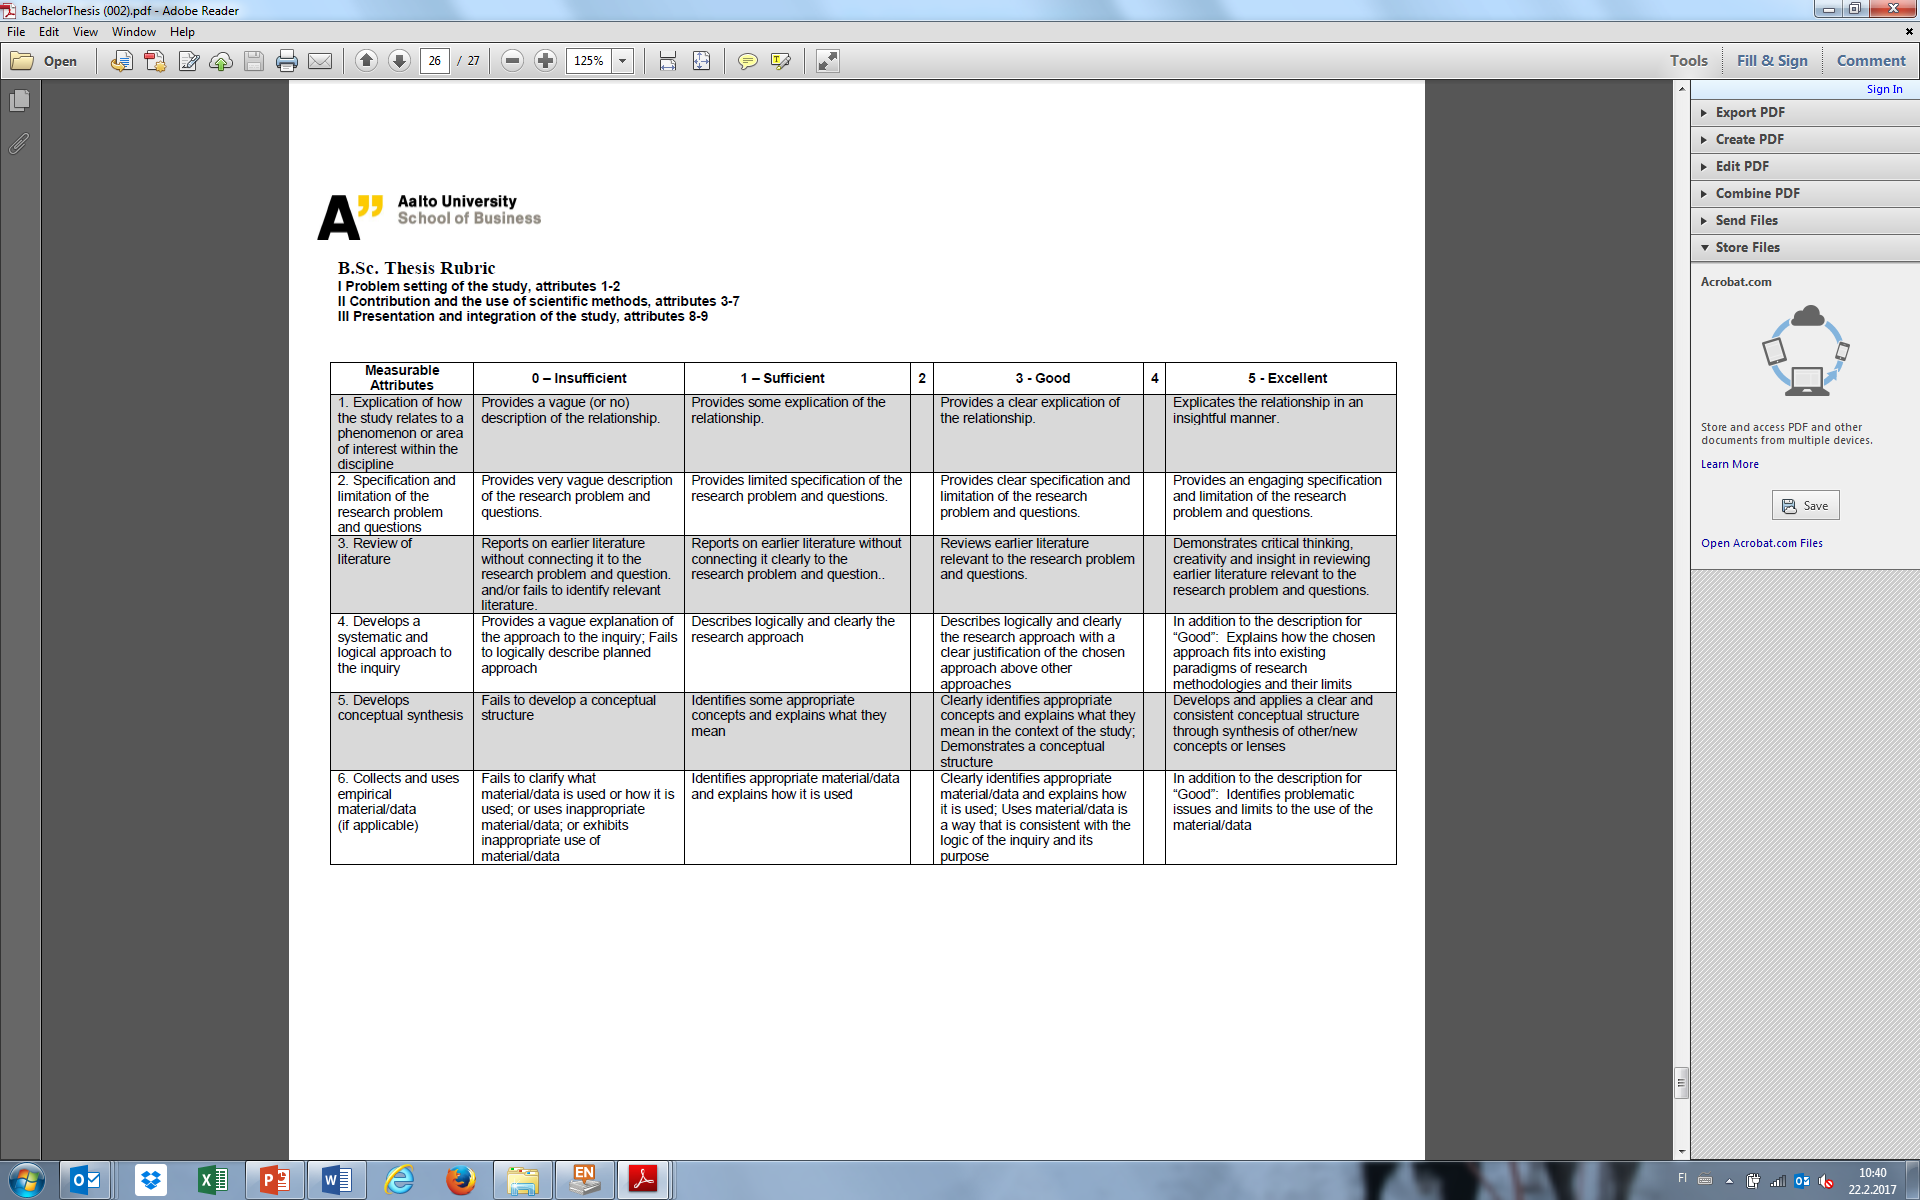 BachelorThesis (002).pdf - Adobe Reader
File Edit View Window Help
Open 26 / 27 125% Tools Fill & Sign Comment
Sign In
Export PDF
Create PDF
Edit PDF
Combine PDF
Send Files
Store Files
Acrobat.com
Store and access PDF and other
documents from multiple devices.
Learn More
Save
Open Acrobat.com Files
A”
Aalto University
School of Business
B.Sc. Thesis Rubric
I Problem setting of the study, attributes 1-2
II Contribution and the use of scientific methods, attributes 3-7
III Presentation and integration of the study, attributes 8-9
Measurable
Attributes
0 – Insufficient
1 – Sufficient
2
3 - Good
4
5 - Excellent
1. Explication of how
the study relates to a
phenomenon or area
of interest within the
discipline
Provides a vague (or no)
description of the relationship.
Provides some explication of the
relationship.
Provides a clear explication of
the relationship.
Explicates the relationship in an
insightful manner.
2. Specification and
limitation of the
research problem
and questions
Provides very vague description
of the research problem and
questions.
Provides limited specification of the
research problem and questions.
Provides clear specification and
limitation of the research
problem and questions.
Provides an engaging specification
and limitation of the research
problem and questions.
3. Review of
literature
Reports on earlier literature
without connecting it to the
research problem and question.
and/or fails to identify relevant
literature.
Reports on earlier literature without
connecting it clearly to the
research problem and question..
Reviews earlier literature
relevant to the research problem
and questions.
Demonstrates critical thinking,
creativity and insight in reviewing
earlier literature relevant to the
research problem and questions.
4. Develops a
systematic and
logical approach to
the inquiry
Provides a vague explanation of
the approach to the inquiry; Fails
to logically describe planned
approach
Describes logically and clearly the
research approach
Describes logically and clearly
the research approach with a
clear justification of the chosen
approach above other
approaches
In addition to the description for
“Good”: Explains how the chosen
approach fits into existing
paradigms of research
methodologies and their limits
5. Develops
conceptual synthesis
Fails to develop a conceptual
structure
Identifies some appropriate
concepts and explains what they
mean
Clearly identifies appropriate
concepts and explains what they
mean in the context of the study;
Demonstrates a conceptual
structure
Develops and applies a clear and
consistent conceptual structure
through synthesis of other/new
concepts or lenses
6. Collects and uses
empirical
material/data
(if applicable)
Fails to clarify what
material/data is used or how it is
used; or uses inappropriate
material/data; or exhibits
inappropriate use of
material/data
Identifies appropriate material/data
and explains how it is used
Clearly identifies appropriate
material/data and explains how
it is used; Uses material/data is
a way that is consistent with the
logic of the inquiry and its
purpose
In addition to the description for
“Good”: Identifies problematic
issues and limits to the use of the
material/data
EN
FI
10:40
22.2.2017